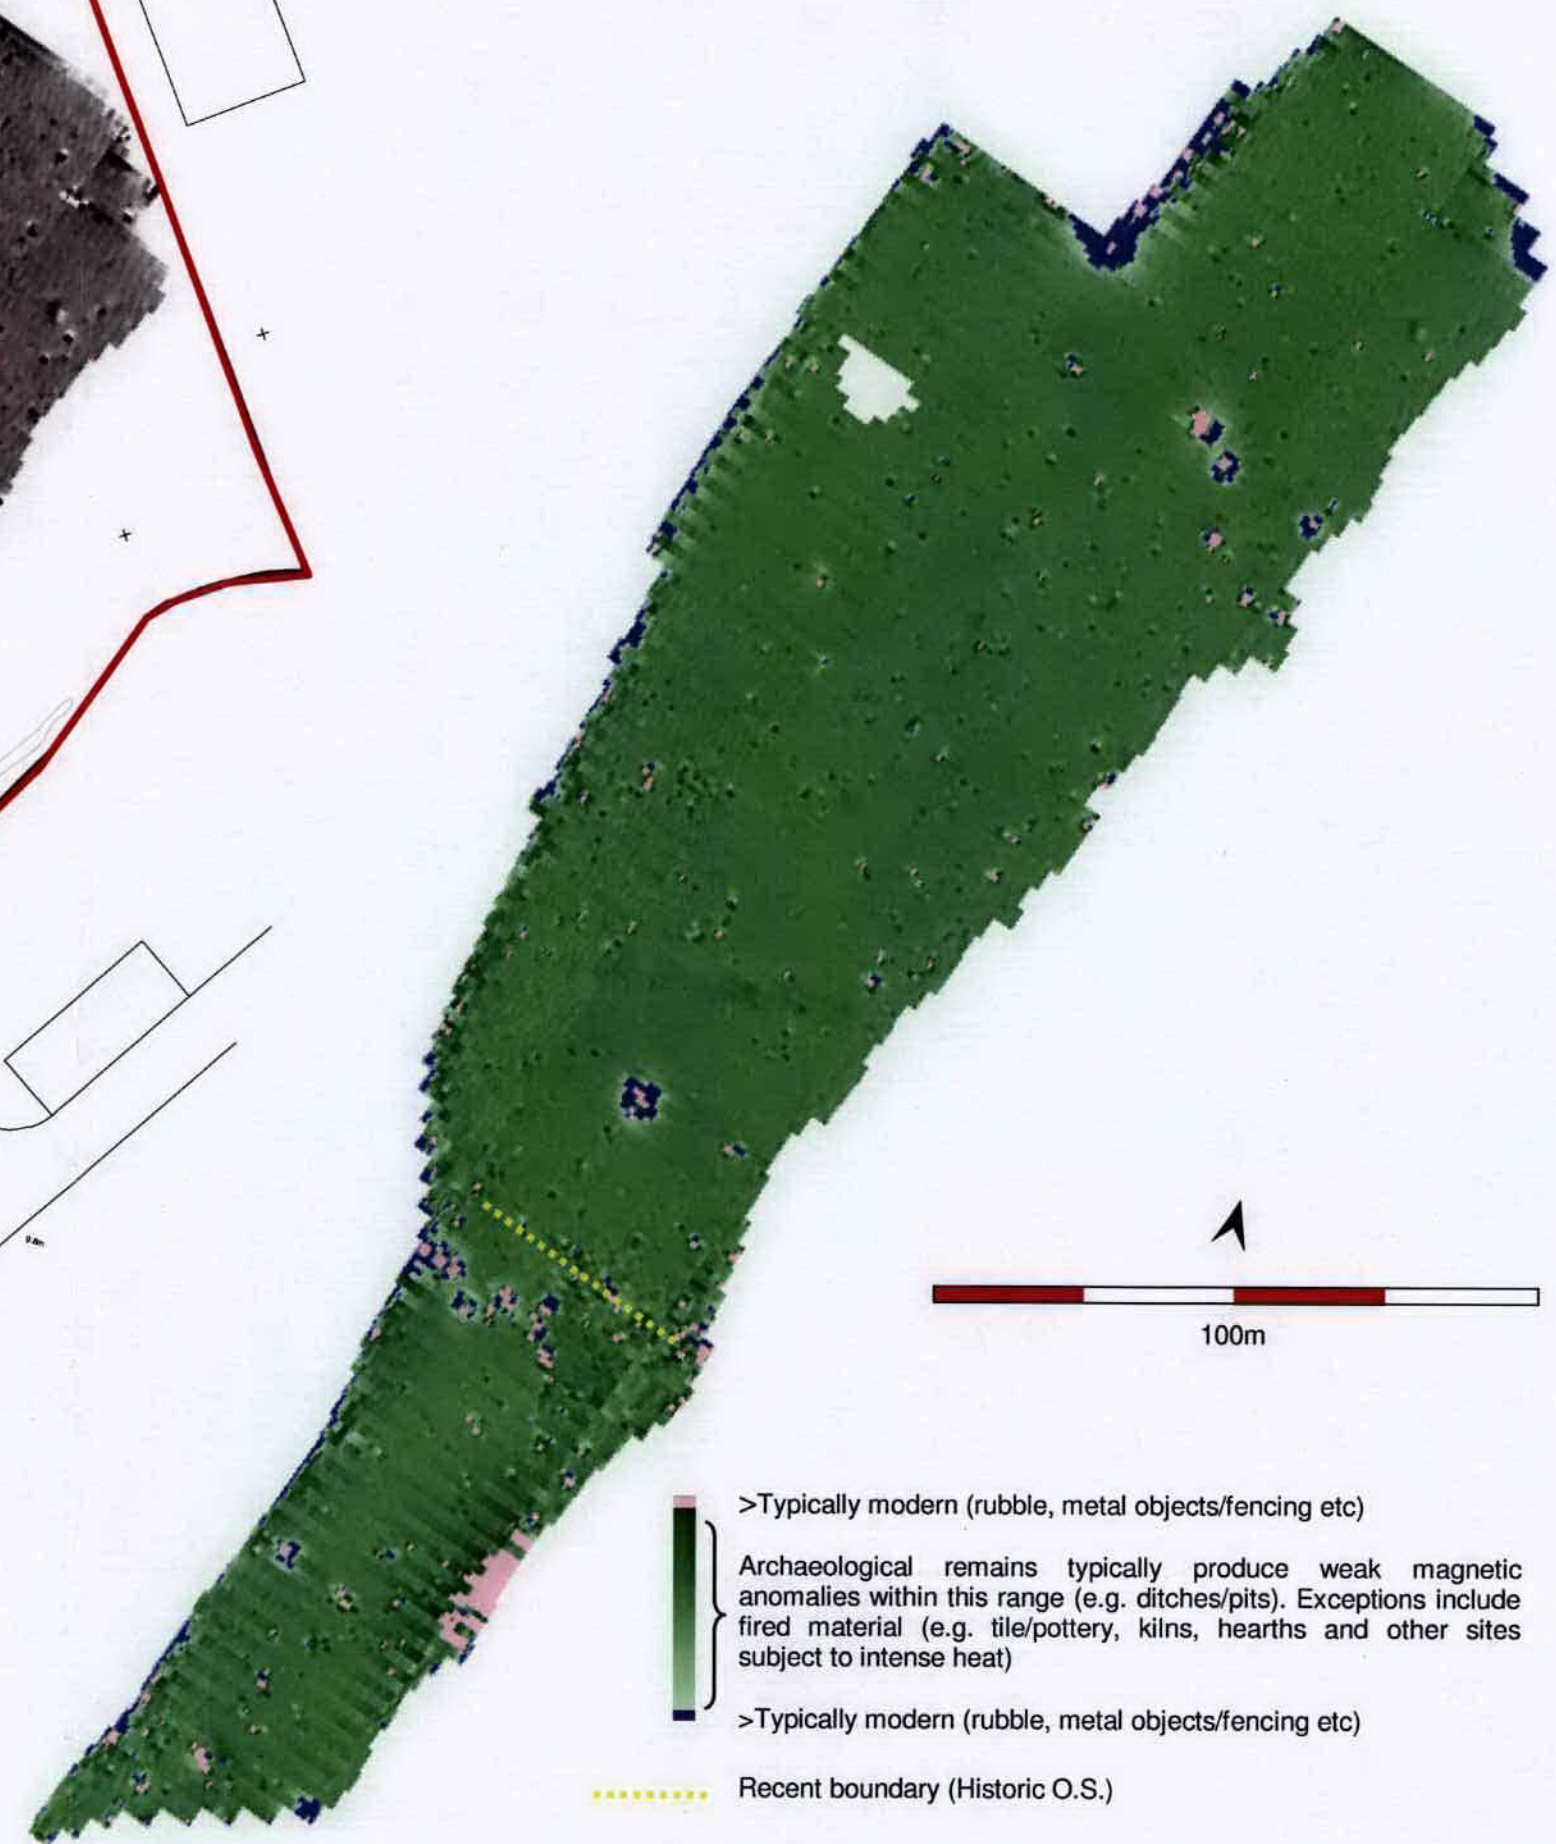 9.8m
100m
>Typically modern (rubble, metal objects/fencing etc)
Archaeological remains typically produce weak magnetic
anomalies within this range (e.g. ditches/pits). Exceptions include
fired material (e.g. tile/pottery, kilns, hearths and other sites
subject to intense heat)
>Typically modern (rubble, metal objects/fencing etc)
Recent boundary (Historic O.S.)